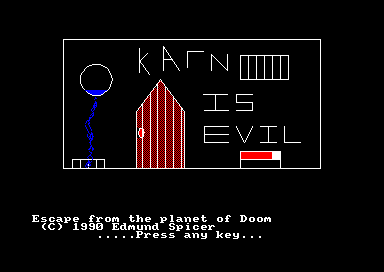 KARN
IS
EVIL
Escape from the planet of Doom
(C) 1990 Edmund Spicer
.....Press any key...